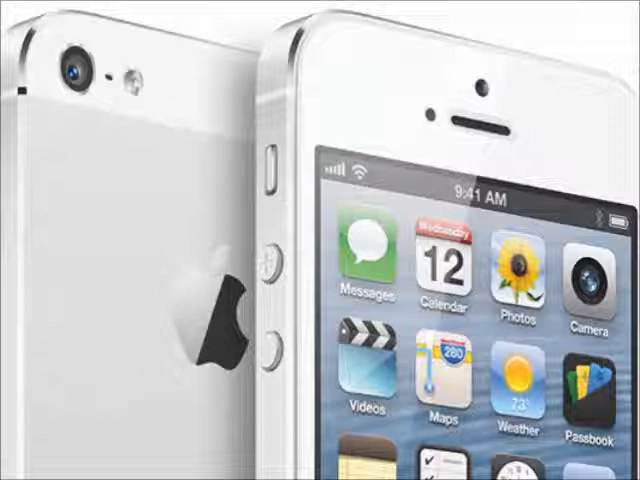 9:41 AM
Wednesday
12
Messages
Calendar
Photos
Camera
280
73°
Videos
Maps
Weather
Passbook